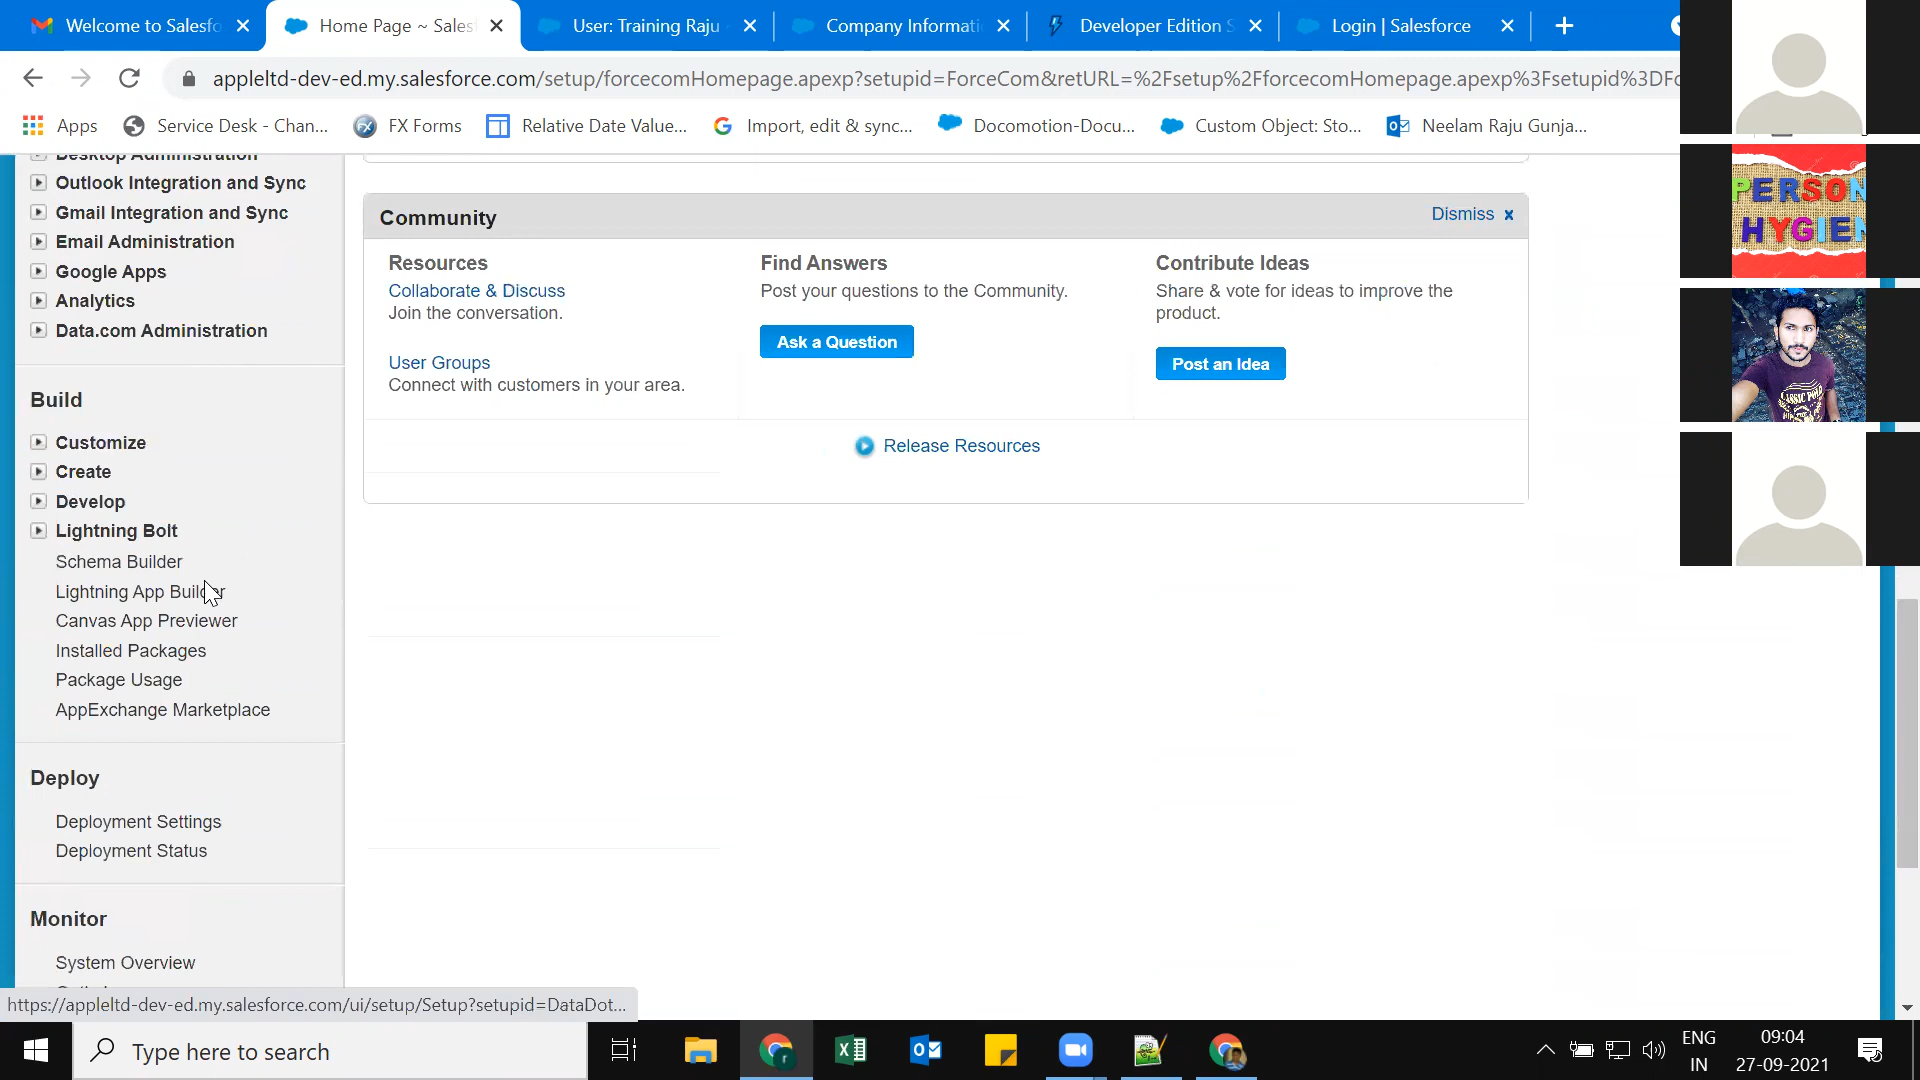 Welcome to Salesfo
Home Page ~ Sales
User: Training Raju
Company Informati
Developer Edition S
Login | Salesforce
appleltd-dev-ed.my.salesforce.com/setup/forcecomHomepage.apexp?setupid=ForceCom&retURL=%2Fsetup%2FforcecomHomepage.apexp%3Fsetupid%3DFo
Apps
Service Desk - Chan...
FX Forms
Relative Date Value...
Import, edit & sync...
Docomotion-Docu...
Custom Object: Sto...
Neelam Raju Gunja...
Desktop Administration
Outlook Integration and Sync
Gmail Integration and Sync
Email Administration
Google Apps
Analytics
Data.com Administration
Build
Customize
Create
Develop
Lightning Bolt
Schema Builder
Lightning App Builder
Canvas App Previewer
Installed Packages
Package Usage
AppExchange Marketplace
Deploy
Deployment Settings
Deployment Status
Monitor
System Overview
https://appleltd-dev-ed.my.salesforce.com/ui/setup/Setup?setupid=DataDot...
Community
Dismiss
Resources
Collaborate & Discuss
Join the conversation.
User Groups
Connect with customers in your area.
Find Answers
Post your questions to the Community.
Ask a Question
Contribute Ideas
Share & vote for ideas to improve the
product.
Post an Idea
Release Resources
PERSON
HYGIEN
CLASSIC POLO
Type here to search
ENG
IN
09:04
27-09-2021